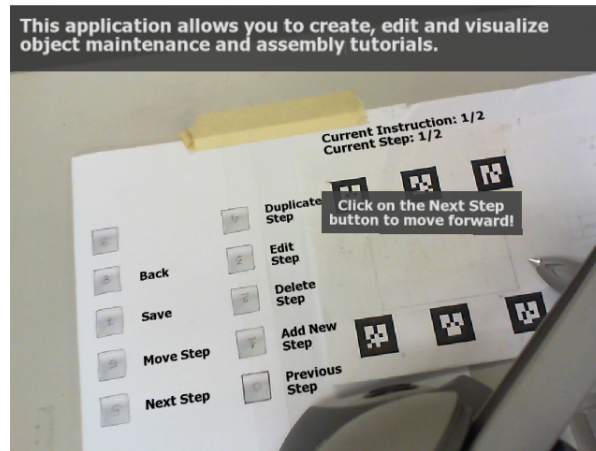 This application allows you to create, edit and visualize
object maintenance and assembly tutorials.
Current Instruction: 1/2
Current Step: 1/2
Click on the Next Step
button to move forward!
Duplicate
Step
Edit
Step
Back
Delete
Step
Save
Add New
Step
Move Step
Previous
Step
Next Step